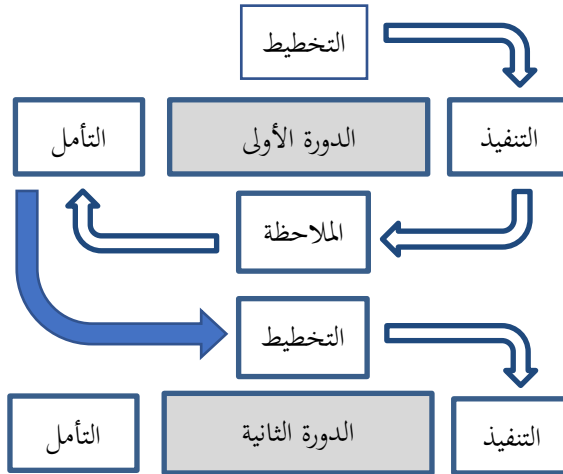 التخطيط
التنفيذ
الدورة الأولى
التأمل
الملاحظة
التخطيط
التنفيذ
الدورة الثانية
التأمل